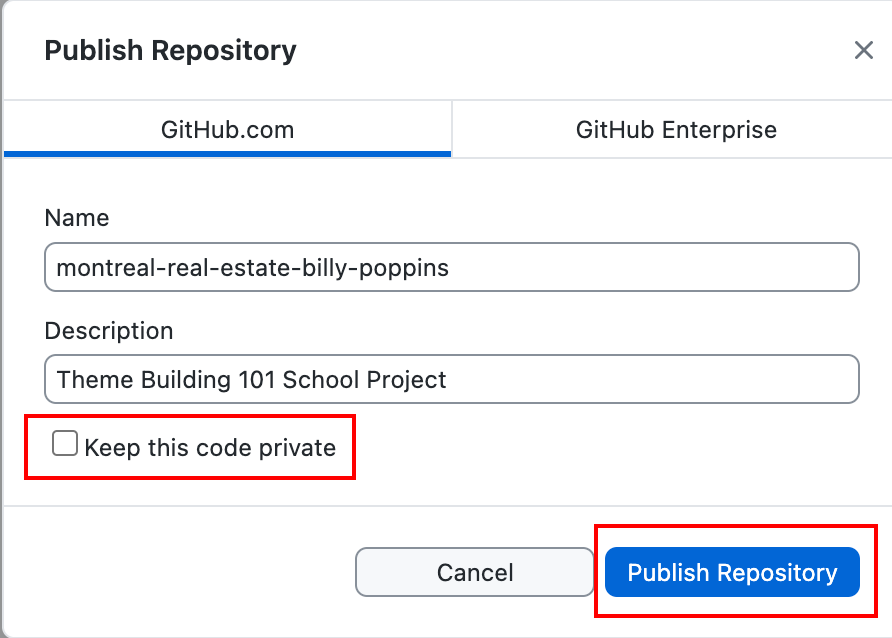 Publish Repository
GitHub.com
GitHub Enterprise
Name
montreal-real-estate-billy-poppins
Description
Theme Building 101 School Project
Keep this code private
Cancel
Publish Repository